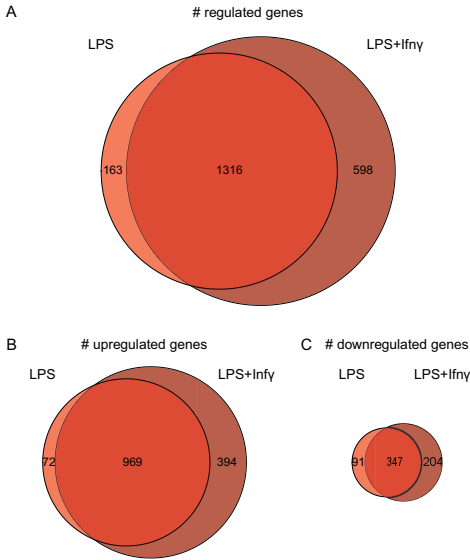 A
# regulated genes
LPS
LPS+Ifnγ
163
1316
598
B
# upregulated genes
LPS
LPS+Infγ
72
969
394
C
# downregulated genes
LPS
LPS+Ifnγ
91
347
204